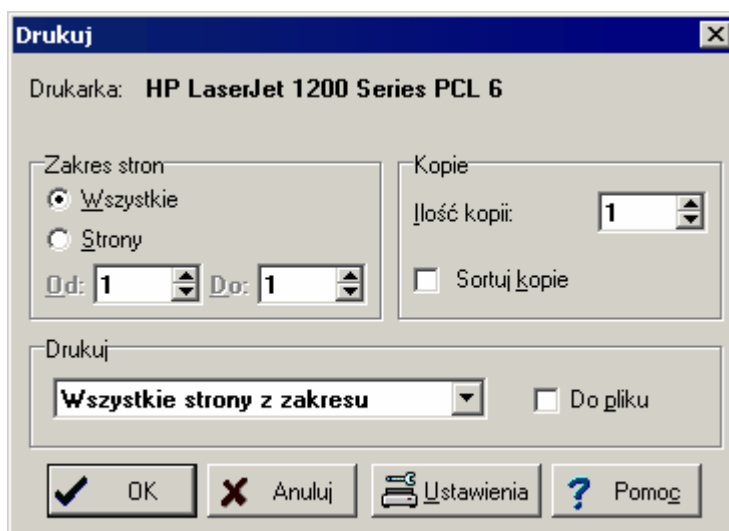 Drukuj
Drukarka: HP LaserJet 1200 Series PCL 6
Zakres stron
Wszystkie
Strony
Od: 1 Do: 1
Kopie
Ilość kopii: 1
Sortuj kopie
Drukuj
Wszystkie strony z zakresu Do pliku
OK Anuluj Ustawienia Pomoc